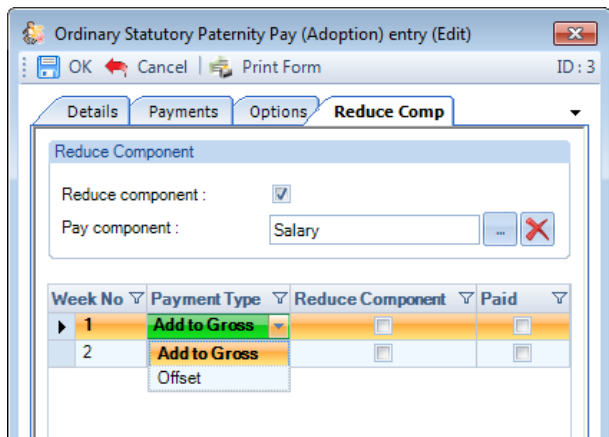 Ordinary Statutory Paternity Pay (Adoption) entry (Edit)
OK Cancel Print Form ID : 3
Details Payments Options Reduce Comp
Reduce Component
Reduce component :
Pay component : Salary ...
Week No Payment Type Reduce Component Paid
1 Add to Gross
2 Add to Gross
Offset